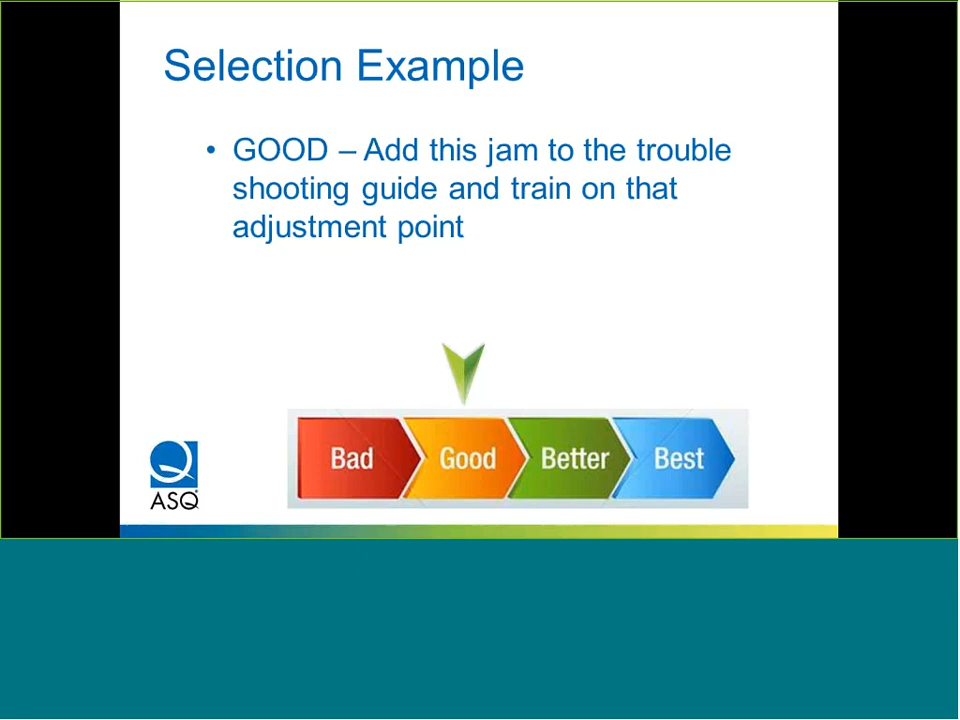 Selection Example
• GOOD – Add this jam to the trouble
shooting guide and train on that
adjustment point
Bad Good Better Best
ASQ